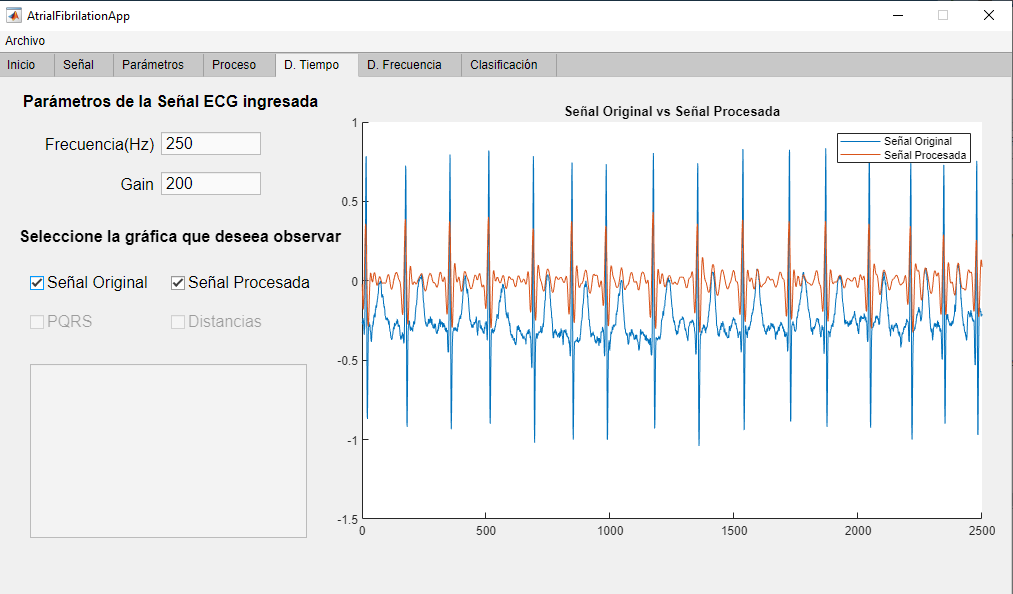 AtrialFibrilationApp
Archivo
Inicio Señal Parámetros Proceso D. Tiempo D. Frecuencia Clasificación
Parámetros de la Señal ECG ingresada
Frecuencia(Hz) 250
Gain 200
Seleccione la gráfica que deseea observar
Señal Original Señal Procesada
PQRS Distancias
Señal Original vs Señal Procesada
Señal Original
Señal Procesada
1
0.5
0
-0.5
-1
-1.5
0 500 1000 1500 2000 2500